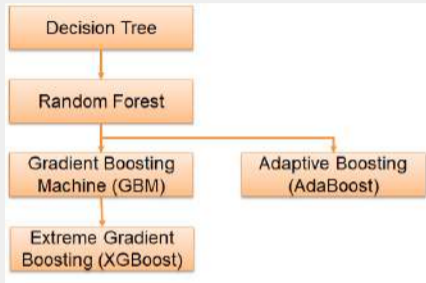 Decision Tree
Random Forest
Gradient Boosting
Machine (GBM)
Adaptive Boosting
(AdaBoost)
Extreme Gradient
Boosting (XGBoost)